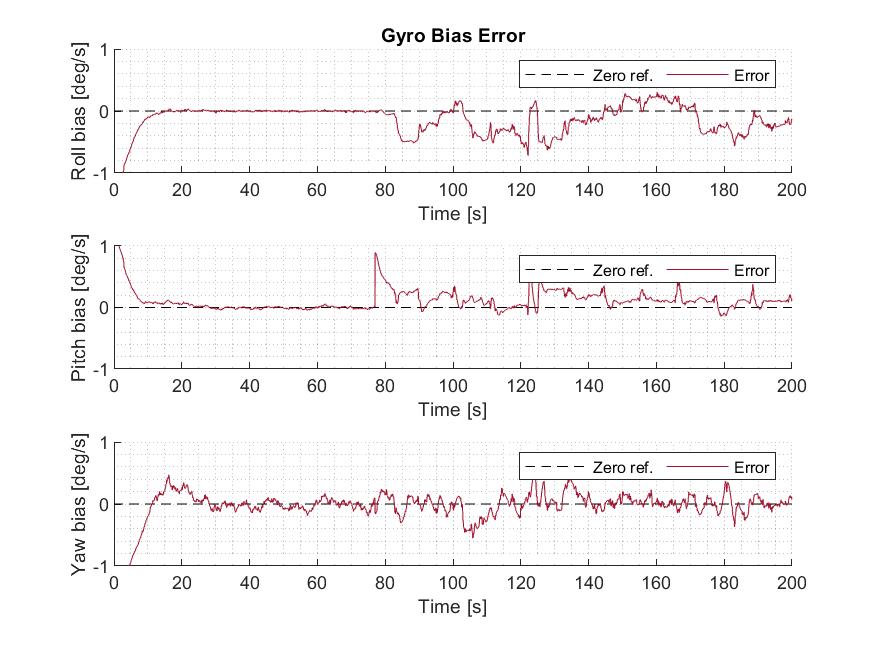 Gyro Bias Error
Roll bias [deg/s]
1
0
-1
Zero ref. Error
0 20 40 60 80 100 120 140 160 180 200
Time [s]
Pitch bias [deg/s]
1
0
-1
Zero ref. Error
0 20 40 60 80 100 120 140 160 180 200
Time [s]
Yaw bias [deg/s]
1
0
-1
Zero ref. Error
0 20 40 60 80 100 120 140 160 180 200
Time [s]